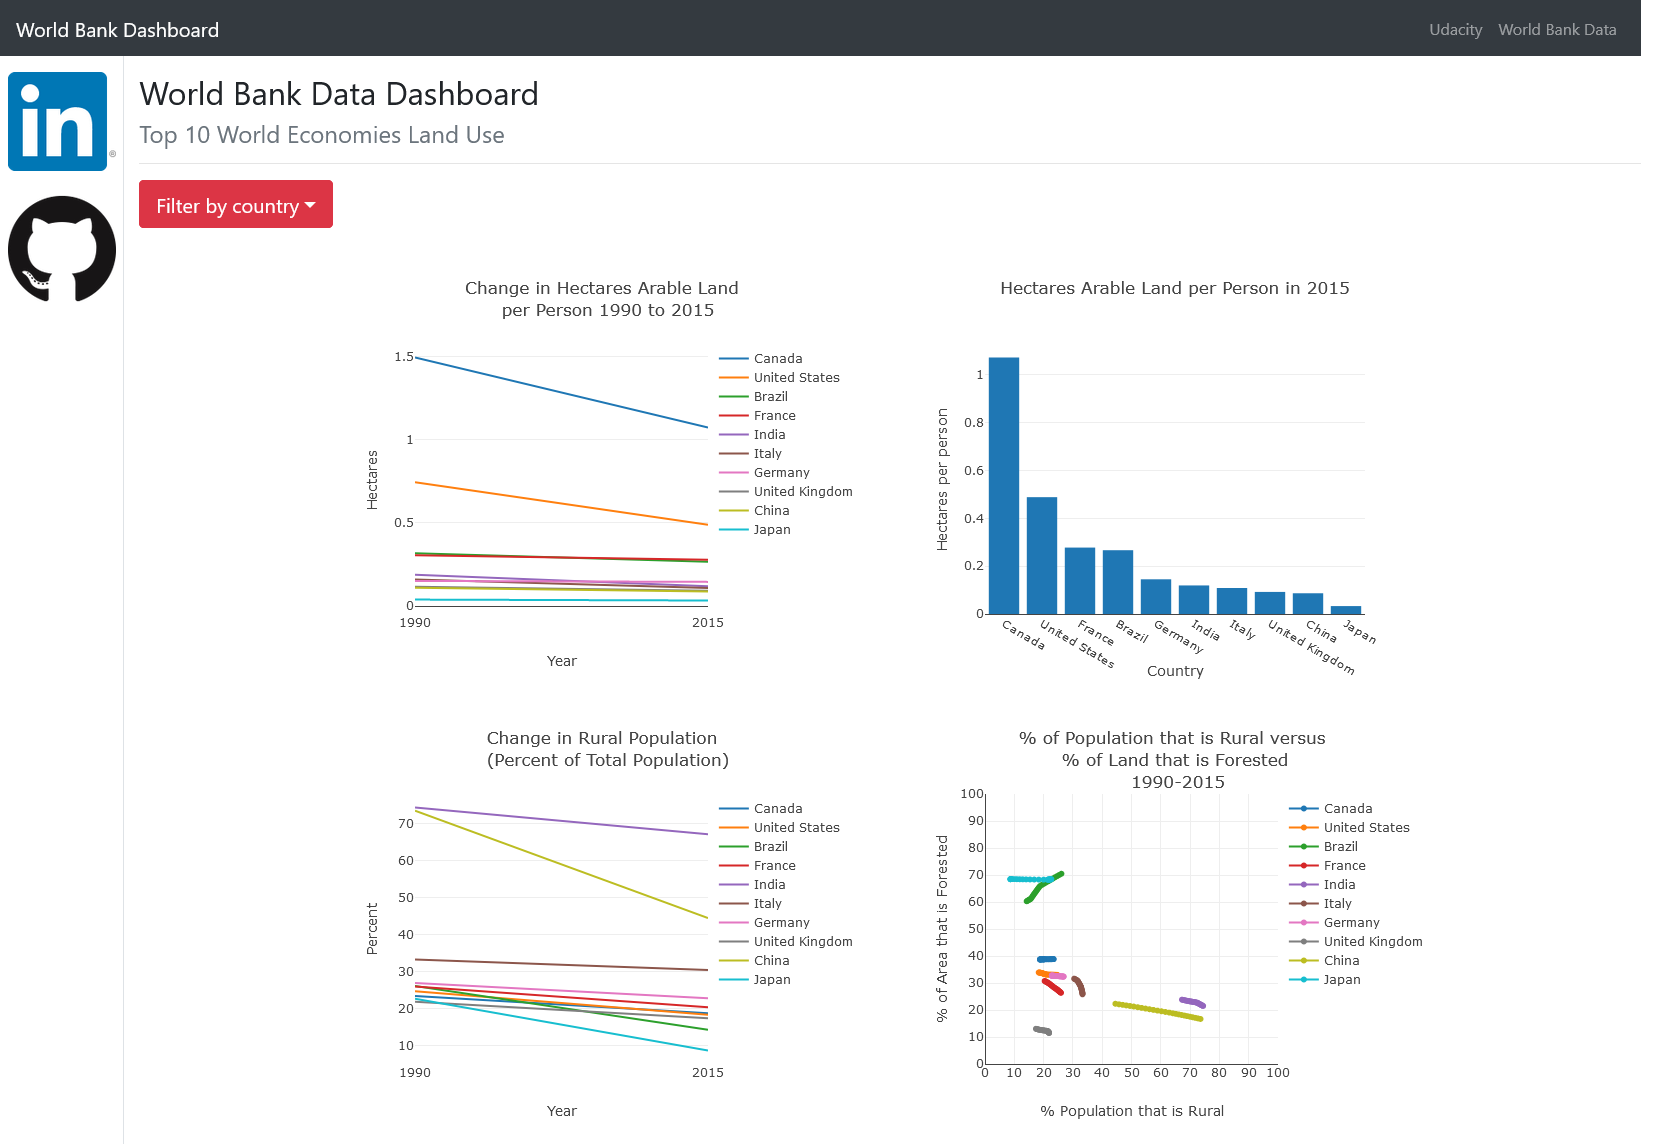 World Bank Dashboard
Udacity World Bank Data
in
®
World Bank Data Dashboard
Top 10 World Economies Land Use
Filter by country
Change in Hectares Arable Land
per Person 1990 to 2015
1.5
1
0.5
0
Hectares
1990
2015
Year
Canada
United States
Brazil
France
India
Italy
Germany
United Kingdom
China
Japan
Hectares Arable Land per Person in 2015
1
0.8
0.6
0.4
0.2
0
Hectares per person
Canada
United States
France
Brazil
Germany
India
Italy
United Kingdom
China
Japan
Country
Change in Rural Population
(Percent of Total Population)
70
60
50
40
30
20
10
Percent
1990
2015
Year
Canada
United States
Brazil
France
India
Italy
Germany
United Kingdom
China
Japan
% of Population that is Rural versus
% of Land that is Forested
1990-2015
100
90
80
70
60
50
40
30
20
10
0
% of Area that is Forested
0 10 20 30 40 50 60 70 80 90 100
% Population that is Rural
Canada
United States
Brazil
France
India
Italy
Germany
United Kingdom
China
Japan